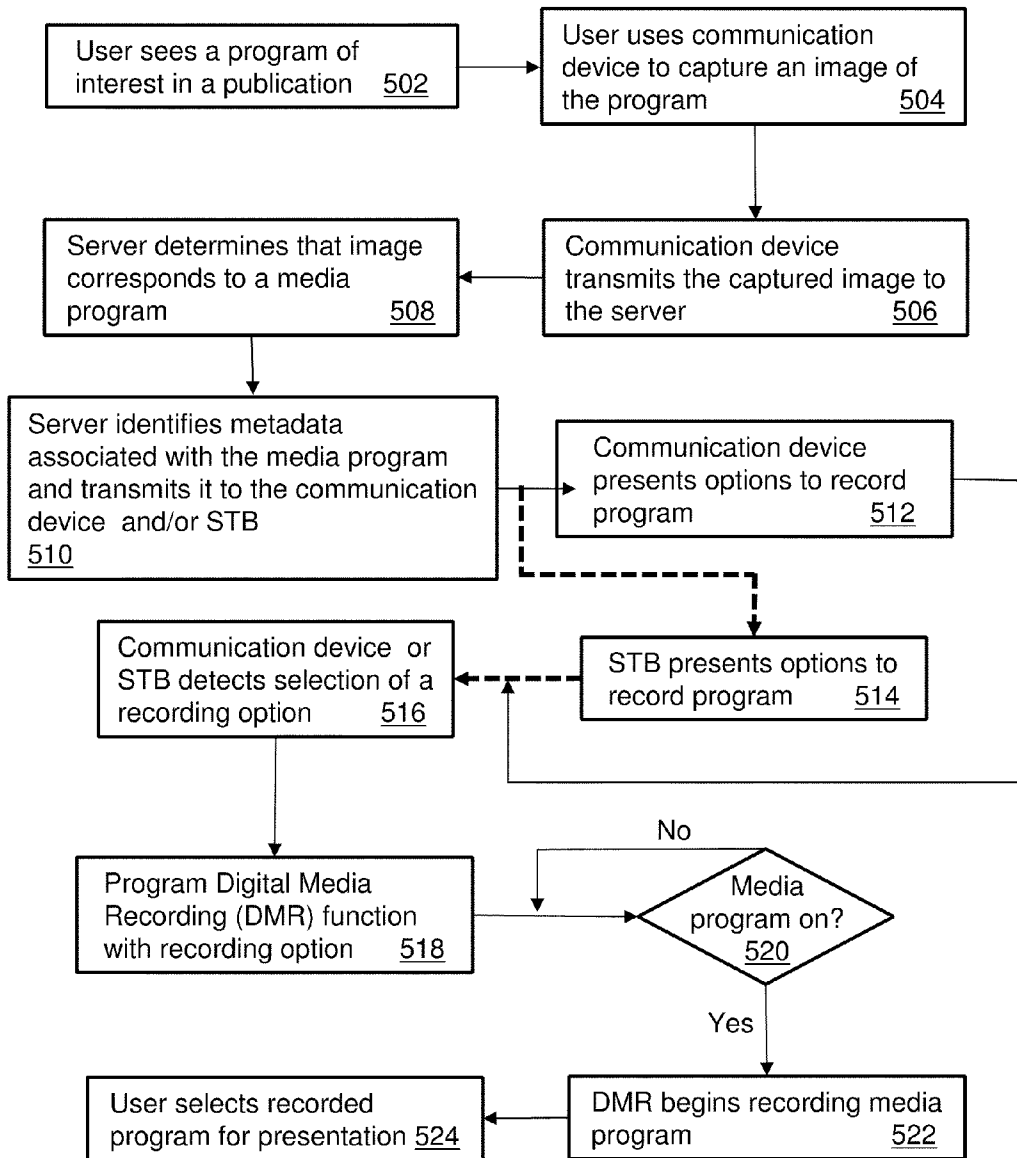 User sees a program of
interest in a publication 502
User uses communication
device to capture an image of
the program 504
Server determines that image
corresponds to a media
program 508
Communication device
transmits the captured image to
the server 506
Server identifies metadata
associated with the media program
and transmits it to the communication
device and/or STB
510
Communication device
presents options to record
program 512
Communication device or
STB detects selection of a
recording option 516
STB presents options to
record program 514
No
Program Digital Media
Recording (DMR) function
with recording option 518
Media
program on?
520
Yes
User selects recorded
program for presentation 524
DMR begins recording media
program 522